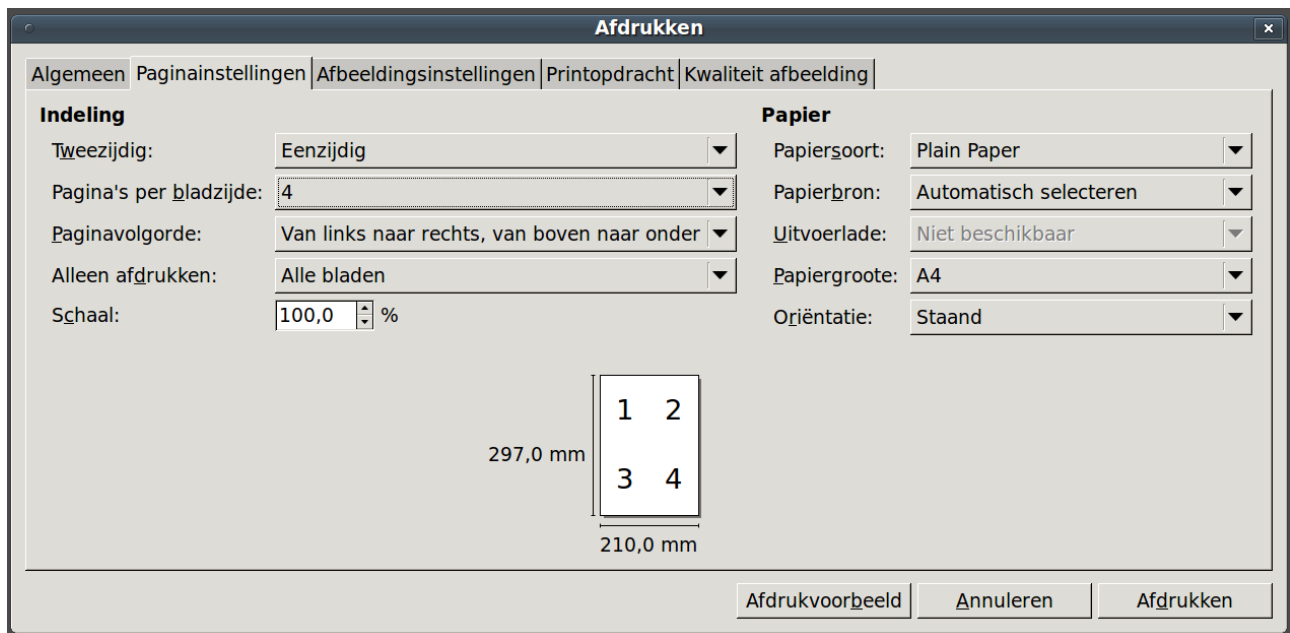 Afdrukken
Algemeen Paginainstellingen Afbeeldingsinstellingen Printopdracht Kwaliteit afbeelding
Indeling
Tweezijdig: Eenzijdig
Pagina's per bladzijde: 4
Paginavolgorde: Van links naar rechts, van boven naar onder
Alleen afdrukken: Alle bladen
Schaal: 100,0 %
Papier
Papiersoort: Plain Paper
Papierbron: Automatisch selecteren
Uitvoerlade: Niet beschikbaar
Papiergroote: A4
Oriëntatie: Staand
1 2
297,0 mm
3 4
210,0 mm
Afdrukvoorbeeld Annuleren Afdrukken